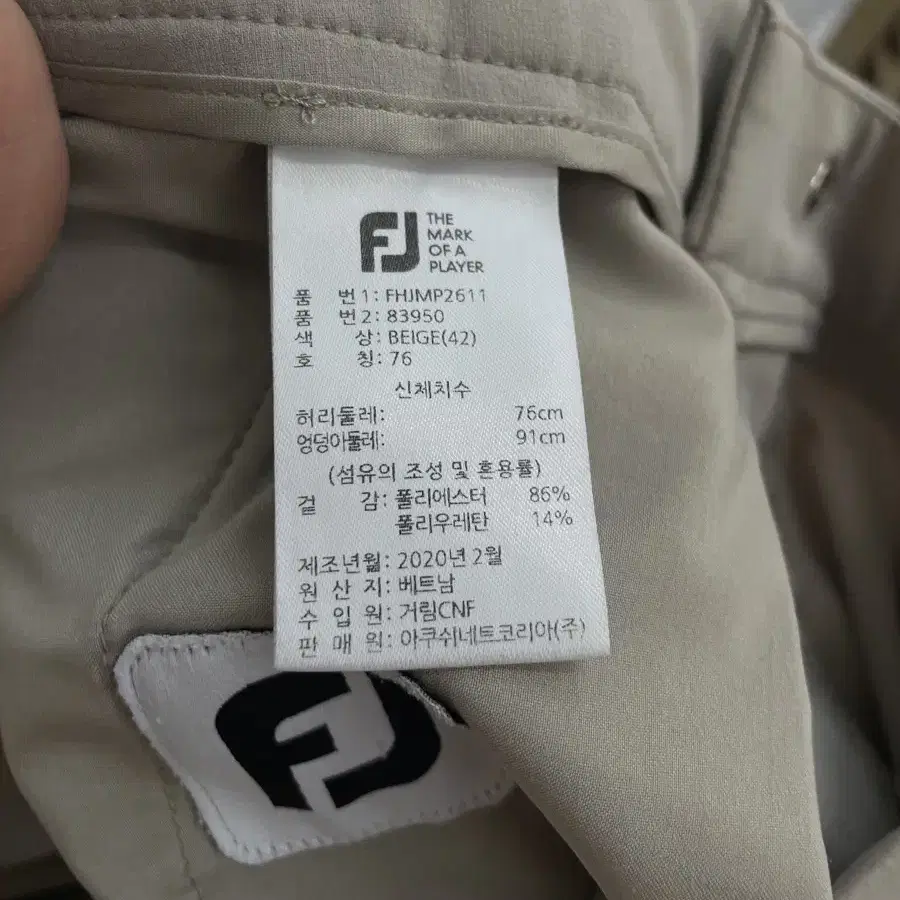 FJ THE
MARK
OF A
PLAYER
품 번1: FHJMP2611
품 번2: 83950
색 상: BEIGE(42)
호 칭: 76
신체치수
허리둘레: 76cm
엉덩이둘레: 91cm
(섬유의 조성 및 혼용률)
겉 감: 폴리에스터 86%
폴리우레탄 14%
제조년월: 2020년 2월
원 산 지: 베트남
수 입 원: 거림CNF
판 매 원: 아쿠쉬네트코리아(주)
FJ